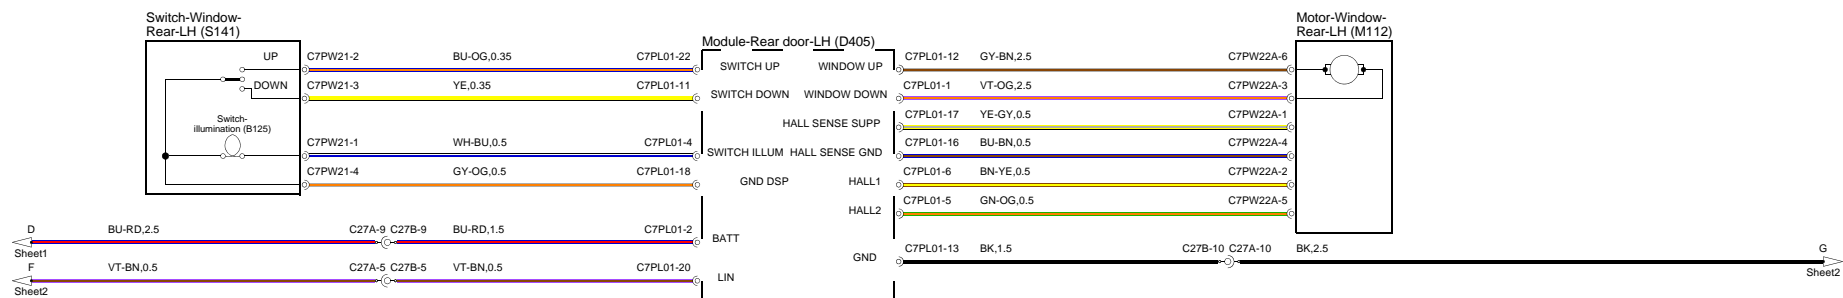 Switch-Window-
Rear-LH (S141)
UP
DOWN
Switch-
illumination (B125)
C7PW21-2 BU-OG,0.35 C7PL01-22
C7PW21-3 YE,0.35 C7PL01-11
C7PW21-1 WH-BU,0.5 C7PL01-4
C7PW21-4 GY-OG,0.5 C7PL01-18
D BU-RD,2.5 C27A-9 C27B-9 BU-RD,1.5 C7PL01-2
Sheet1
F VT-BN,0.5 C27A-5 C27B-5 VT-BN,0.5 C7PL01-20
Sheet2
Module-Rear door-LH (D405)
SWITCH UP WINDOW UP
SWITCH DOWN WINDOW DOWN
HALL SENSE SUPP
SWITCH ILLUM HALL SENSE GND
GND DSP HALL1
HALL2
BATT
GND
LIN
C7PL01-12 GY-BN,2.5 C7PW22A-6
C7PL01-1 VT-OG,2.5 C7PW22A-3
C7PL01-17 YE-GY,0.5 C7PW22A-1
C7PL01-16 BU-BN,0.5 C7PW22A-4
C7PL01-6 BN-YE,0.5 C7PW22A-2
C7PL01-5 GN-OG,0.5 C7PW22A-5
C7PL01-13 BK,1.5 C27B-10 C27A-10 BK,2.5 G
Sheet2
Motor-Window-
Rear-LH (M112)